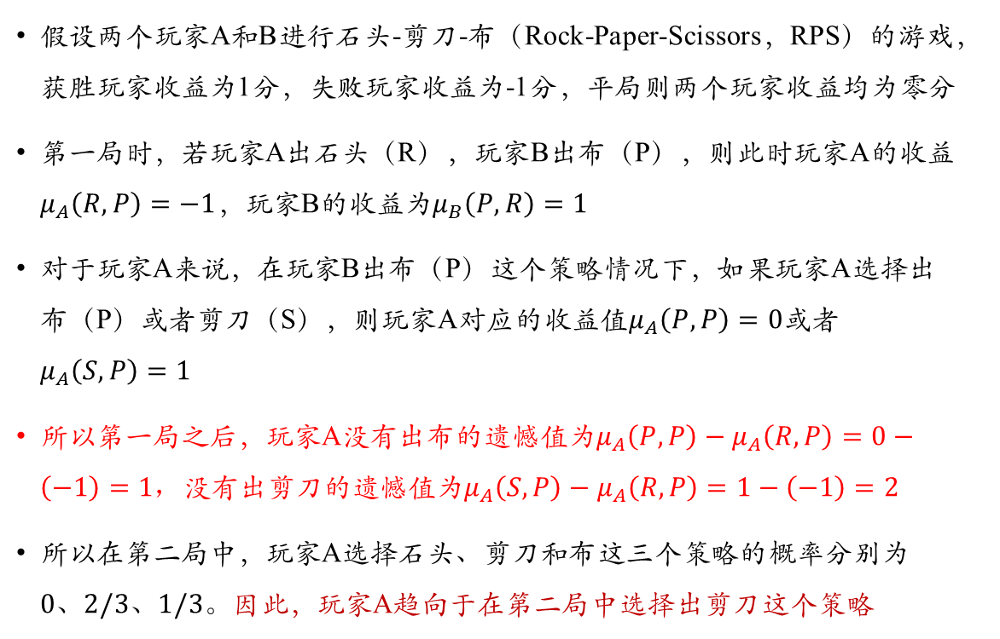 • 假设两个玩家A和B进行石头-剪刀-布（Rock-Paper-Scissors，RPS）的游戏，
获胜玩家收益为1分，失败玩家收益为-1分，平局则两个玩家收益均为零分
• 第一局时，若玩家A出石头（R），玩家B出布（P），则此时玩家A的收益
𝜇𝐴(𝑅, 𝑃) = −1，玩家B的收益为𝜇𝐵(𝑃, 𝑅) = 1
• 对于玩家A来说，在玩家B出布（P）这个策略情况下，如果玩家A选择出
布（P）或者剪刀（S），则玩家A对应的收益值𝜇𝐴(𝑃, 𝑃) = 0或者
𝜇𝐴(𝑆, 𝑃) = 1
• 所以第一局之后，玩家A没有出布的遗憾值为𝜇𝐴(𝑃, 𝑃) − 𝜇𝐴(𝑅, 𝑃) = 0 −
(−1) = 1，没有出剪刀的遗憾值为𝜇𝐴(𝑆, 𝑃) − 𝜇𝐴(𝑅, 𝑃) = 1 − (−1) = 2
• 所以在第二局中，玩家A选择石头、剪刀和布这三个策略的概率分别为
0、2/3、1/3。因此，玩家A趋向于在第二局中选择出剪刀这个策略